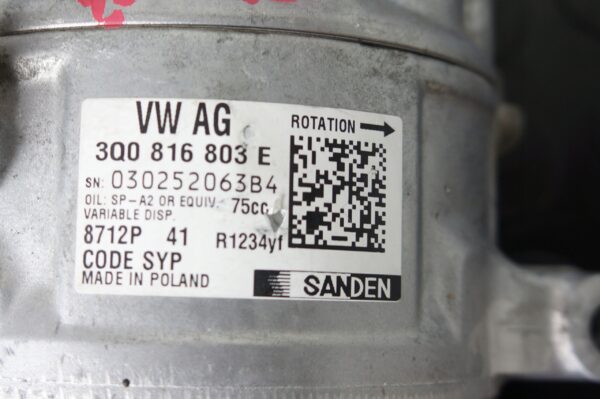 VW AG
ROTATION
3Q0 816 803 E
SN: 030252063B4
OIL: SP-A2 OR EQUIV. 75cc
VARIABLE DISP.
8712P 41 R1234yf
CODE SYP
MADE IN POLAND
SANDEN